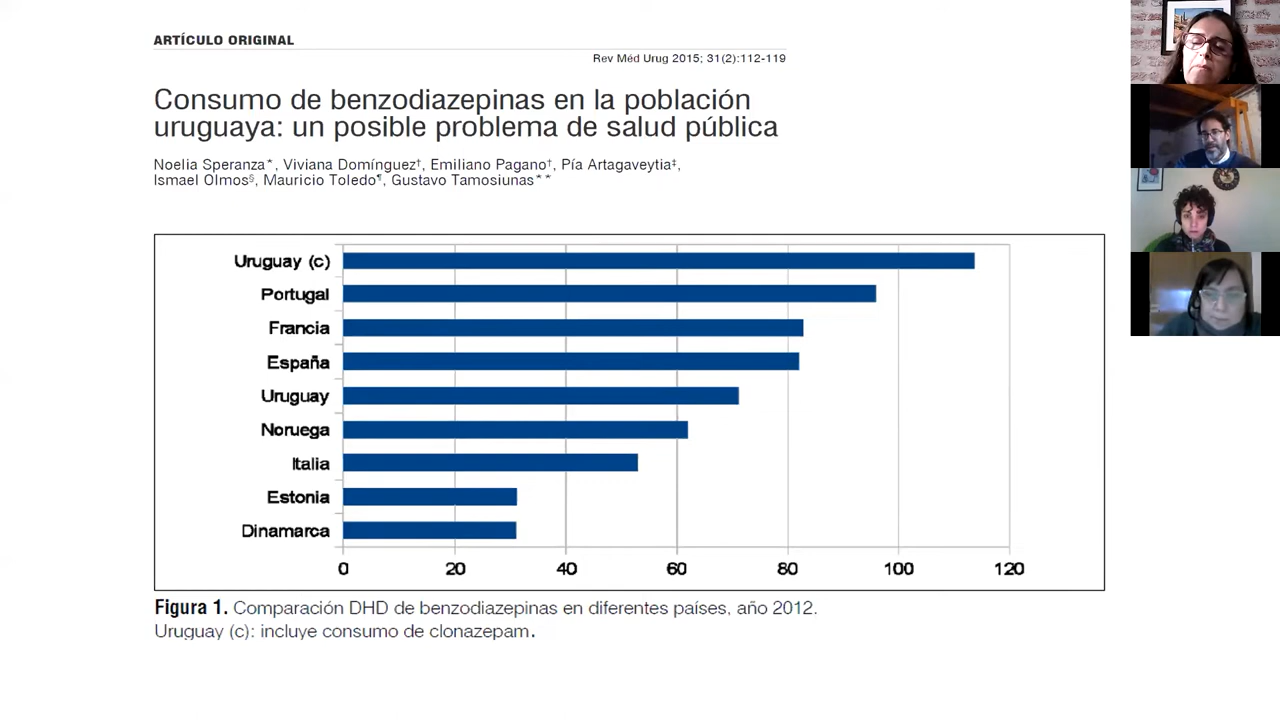 ARTÍCULO ORIGINAL
Rev Méd Urug 2015; 31(2):112-119
Consumo de benzodiazepinas en la población
uruguaya: un posible problema de salud pública
Noelia Speranza*, Viviana Domínguez†, Emiliano Pagano†, Pía Artagaveytia‡,
Ismael Olmos§, Mauricio Toledo¶, Gustavo Tamosiunas**
Uruguay (c)
Portugal
Francia
España
Uruguay
Noruega
Italia
Estonia
Dinamarca
0 20 40 60 80 100 120
Figura 1. Comparación DHD de benzodiazepinas en diferentes países, año 2012.
Uruguay (c): incluye consumo de clonazepam.